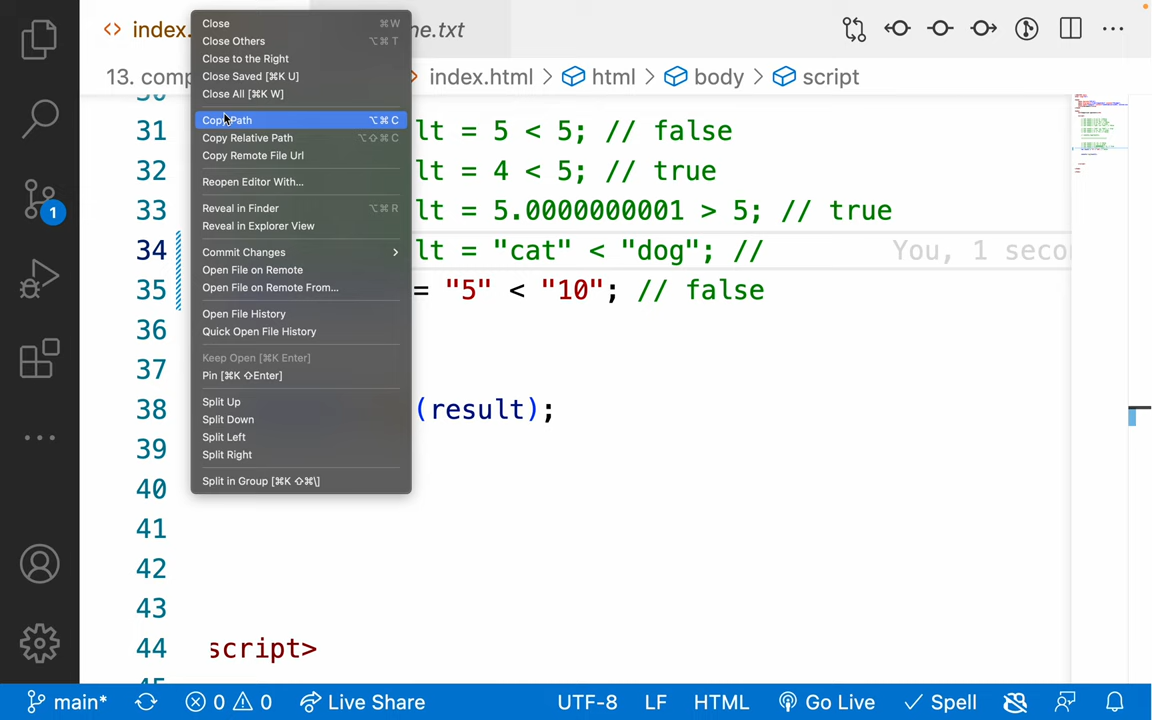 index. me.txt
13. comp index.html > html > body > script
Close ⌘W
Close Others ⌥⌘T
Close to the Right
Close Saved [⌘K U]
Close All [⌘K W]
Copy Path ⌥⌘C
Copy Relative Path ⌥⇧⌘C
Copy Remote File Url
Reopen Editor With...
Reveal in Finder ⌥⌘R
Reveal in Explorer View
Commit Changes >
Open File on Remote
Open File on Remote From...
Open File History
Quick Open File History
Keep Open [⌘K Enter]
Pin [⌘K ⇧Enter]
Split Up
Split Down
Split Left
Split Right
Split in Group [⌘K ⇧⌘\]
31 lt = 5 < 5; // false
32 lt = 4 < 5; // true
33 lt = 5.0000000001 > 5; // true
34 lt = "cat" < "dog"; // You, 1 seco
35 = "5" < "10"; // false
36
37
38 (result);
39
40
41
42
43
44 script>
1
main* 0 0 Live Share UTF-8 LF HTML Go Live Spell